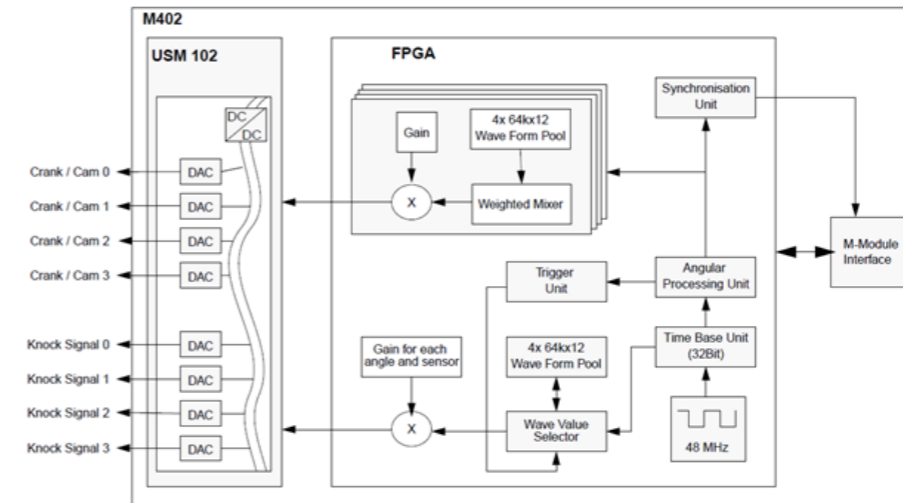 M402
USM 102
FPGA
DC
DC
Crank / Cam 0
DAC
Crank / Cam 1
DAC
Crank / Cam 2
DAC
Crank / Cam 3
DAC
Knock Signal 0
DAC
Knock Signal 1
DAC
Knock Signal 2
DAC
Knock Signal 3
DAC
Gain
4x 64kx12
Wave Form Pool
X
Weighted Mixer
Synchronisation
Unit
M-Module
Interface
Trigger
Unit
Angular
Processing Unit
Gain for each
angle and sensor
4x 64kx12
Wave Form Pool
Time Base Unit
(32Bit)
X
Wave Value
Selector
48 MHz